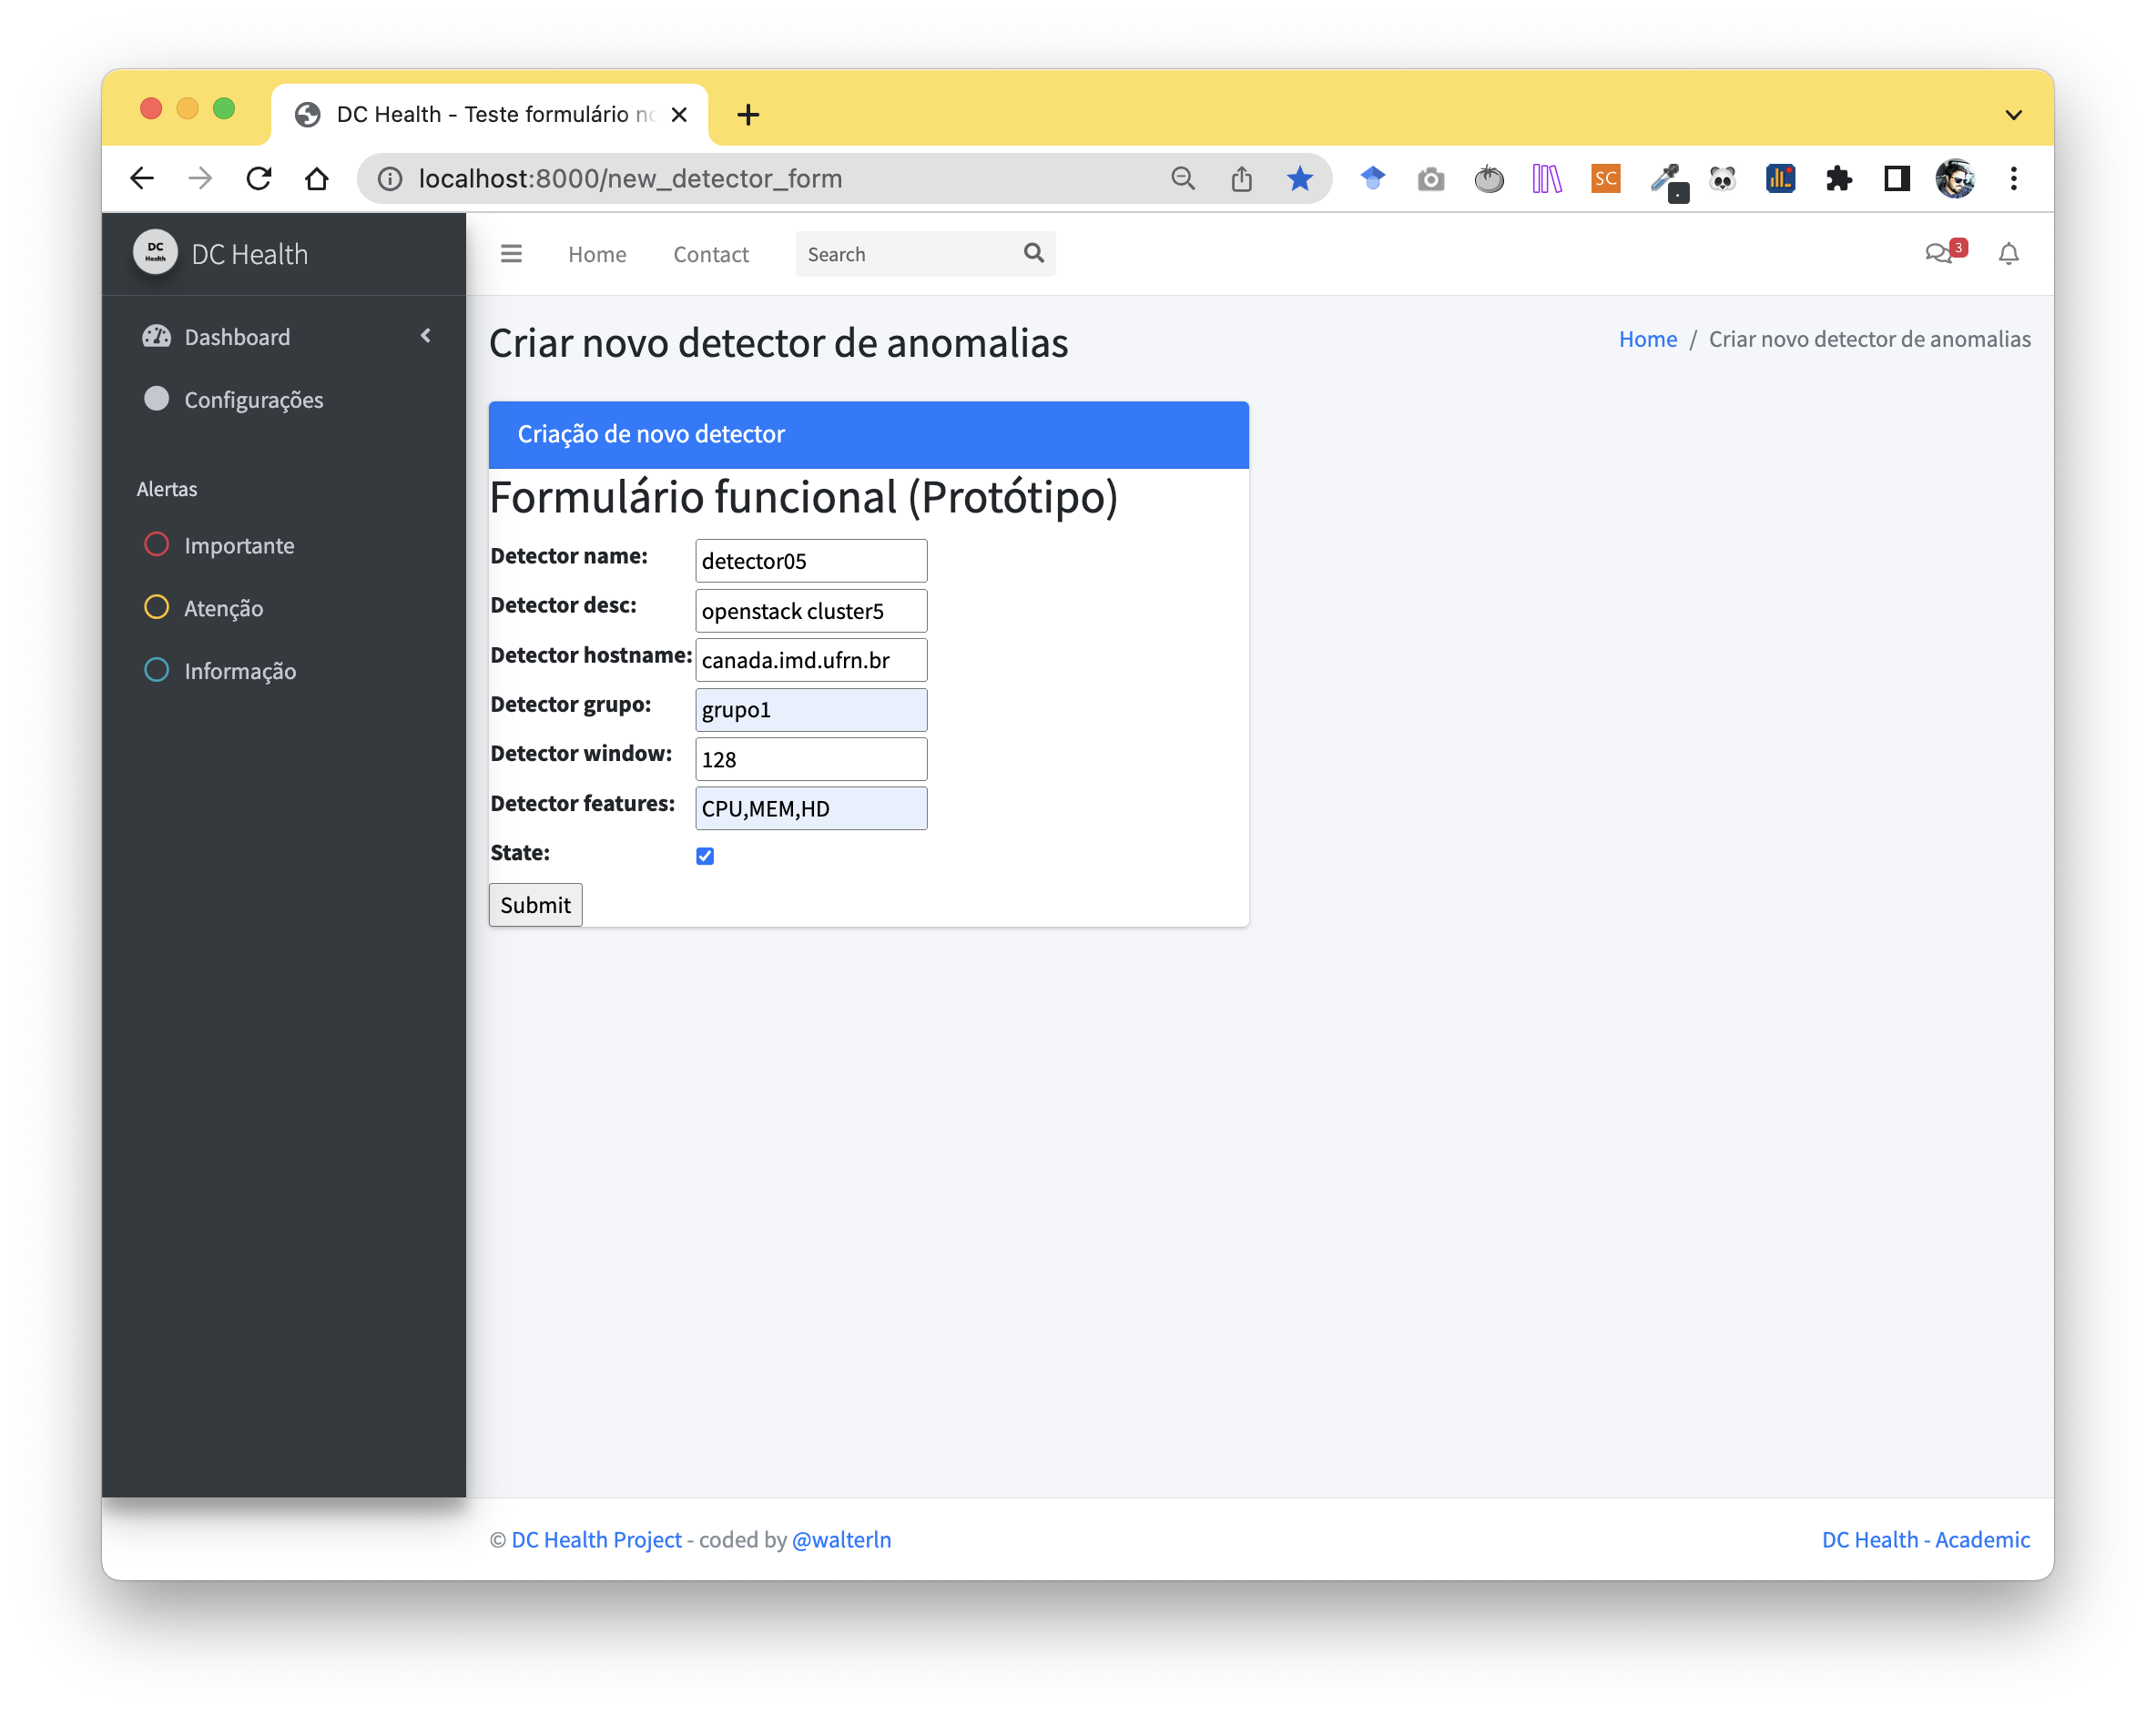 DC Health - Teste formulário
localhost:8000/new_detector_form
SC
DC
Health
DC Health
Home
Contact
Search
3
Dashboard
Configurações
Alertas
Importante
Atenção
Informação
Criar novo detector de anomalias
Home / Criar novo detector de anomalias
Criação de novo detector
Formulário funcional (Protótipo)
Detector name: detector05
Detector desc: openstack cluster5
Detector hostname: canada.imd.ufrn.br
Detector grupo: grupo1
Detector window: 128
Detector features: CPU,MEM,HD
State:
Submit
© DC Health Project - coded by @walterln
DC Health - Academic